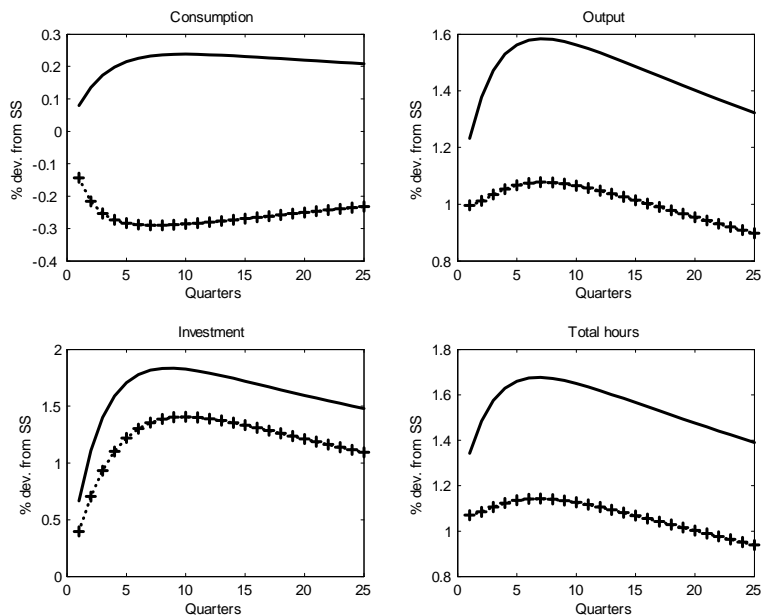 Consumption
% dev. from SS
0.3
0.2
0.1
0
-0.1
-0.2
-0.3
-0.4
0 5 10 15 20 25
Quarters
Output
% dev. from SS
1.6
1.4
1.2
1
0.8
0 5 10 15 20 25
Quarters
Investment
% dev. from SS
2
1.5
1
0.5
0
0 5 10 15 20 25
Quarters
Total hours
% dev. from SS
1.8
1.6
1.4
1.2
1
0.8
0 5 10 15 20 25
Quarters